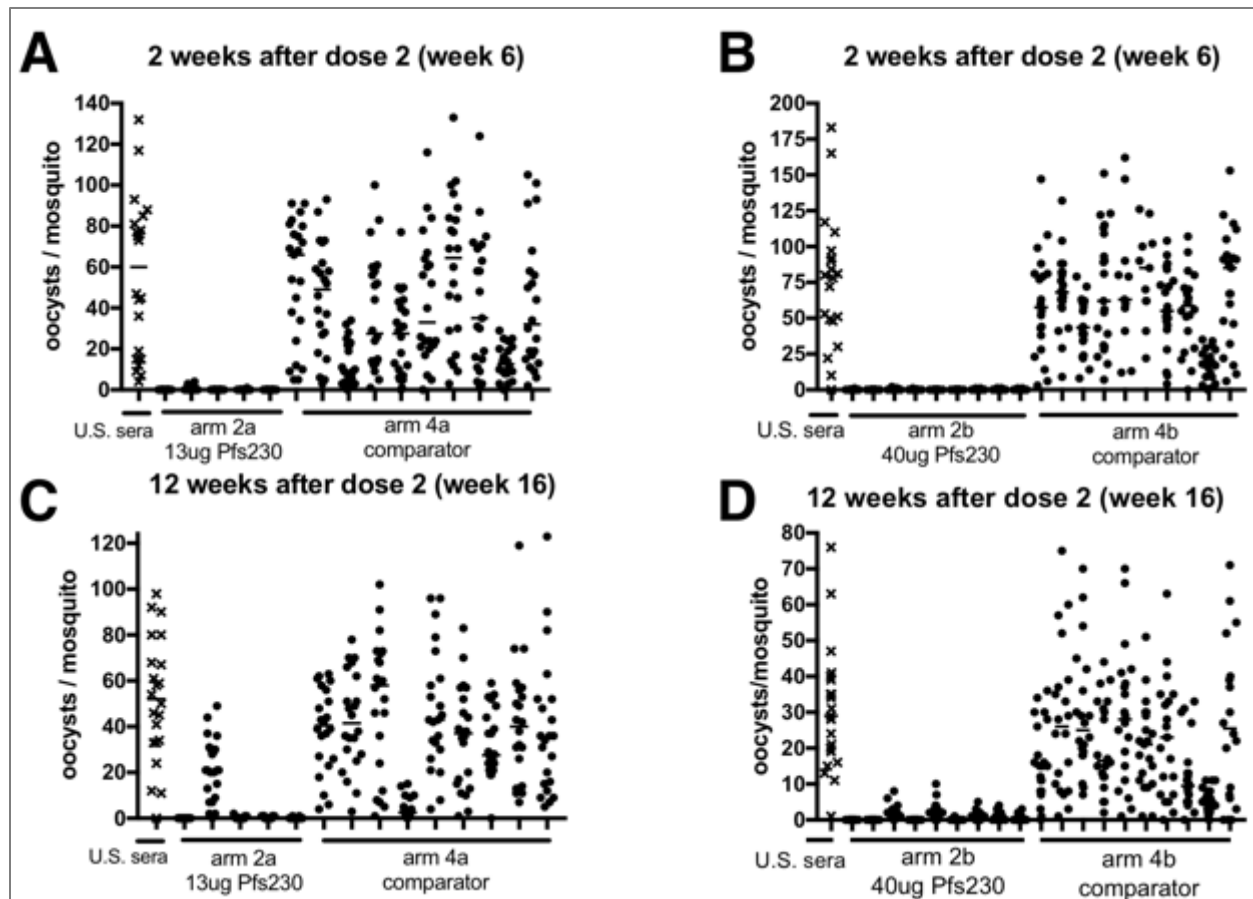 A
2 weeks after dose 2 (week 6)
oocysts / mosquito
140
120
100
80
60
40
20
0
U.S. sera
arm 2a
13ug Pfs230
arm 4a
comparator
B
2 weeks after dose 2 (week 6)
oocysts / mosquito
200
175
150
125
100
75
50
25
0
U.S. sera
arm 2b
40ug Pfs230
arm 4b
comparator
C
12 weeks after dose 2 (week 16)
oocysts / mosquito
120
100
80
60
40
20
0
U.S. sera
arm 2a
13ug Pfs230
arm 4a
comparator
D
12 weeks after dose 2 (week 16)
oocysts/mosquito
80
70
60
50
40
30
20
10
0
U.S. sera
arm 2b
40ug Pfs230
arm 4b
comparator